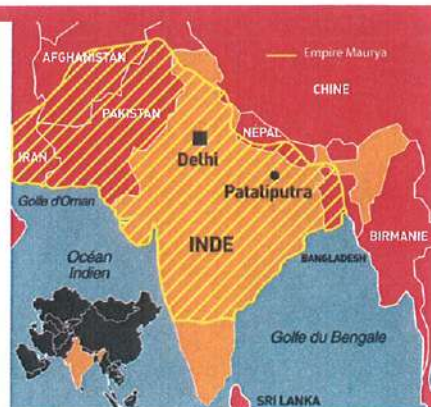 Empire Maurya
AFGHANISTAN
CHINE
PAKISTAN
NÉPAL
Delhi
IRAN
Pataliputra
Golfe d'Oman
BIRMANIE
INDE
BANGLADESH
Océan
Indien
Golfe du Bengale
SRI LANKA